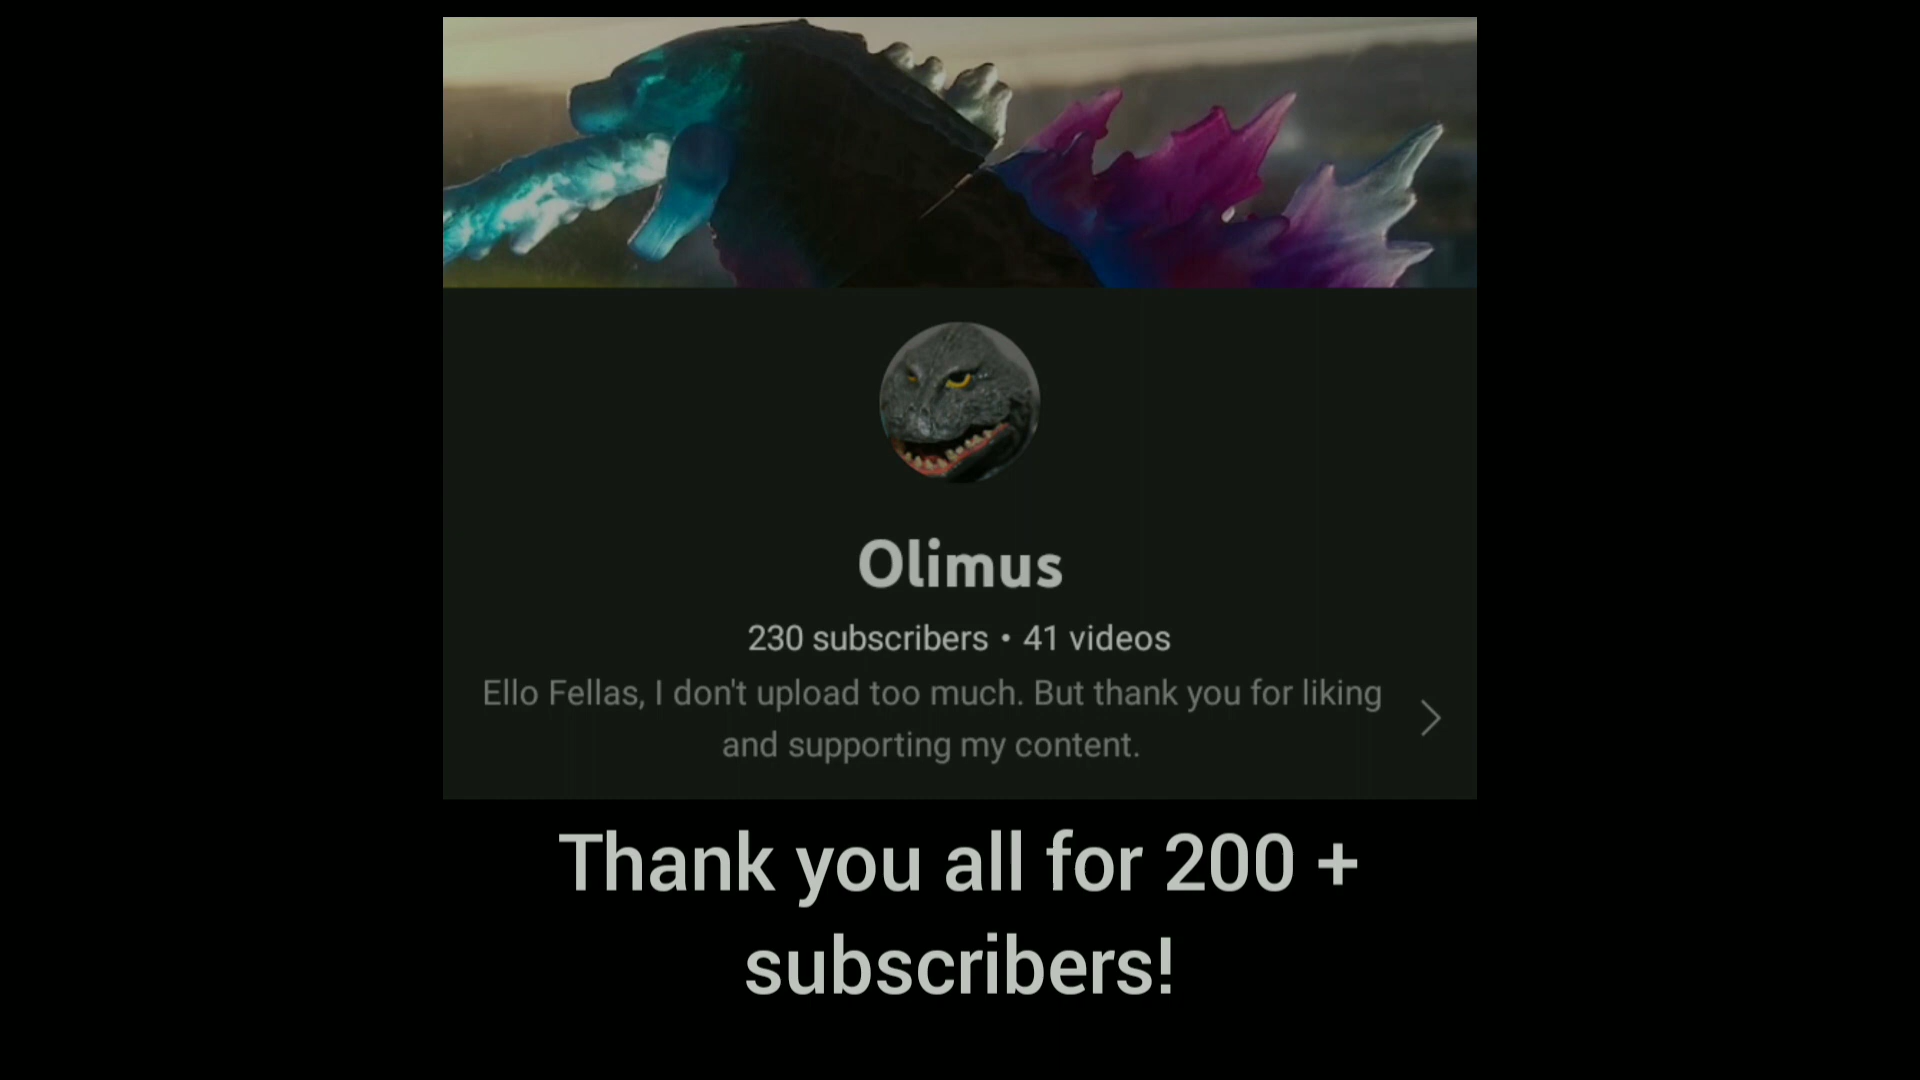 Olimus
230 subscribers • 41 videos
Ello Fellas, I don't upload too much. But thank you for liking
and supporting my content.
Thank you all for 200 +
subscribers!